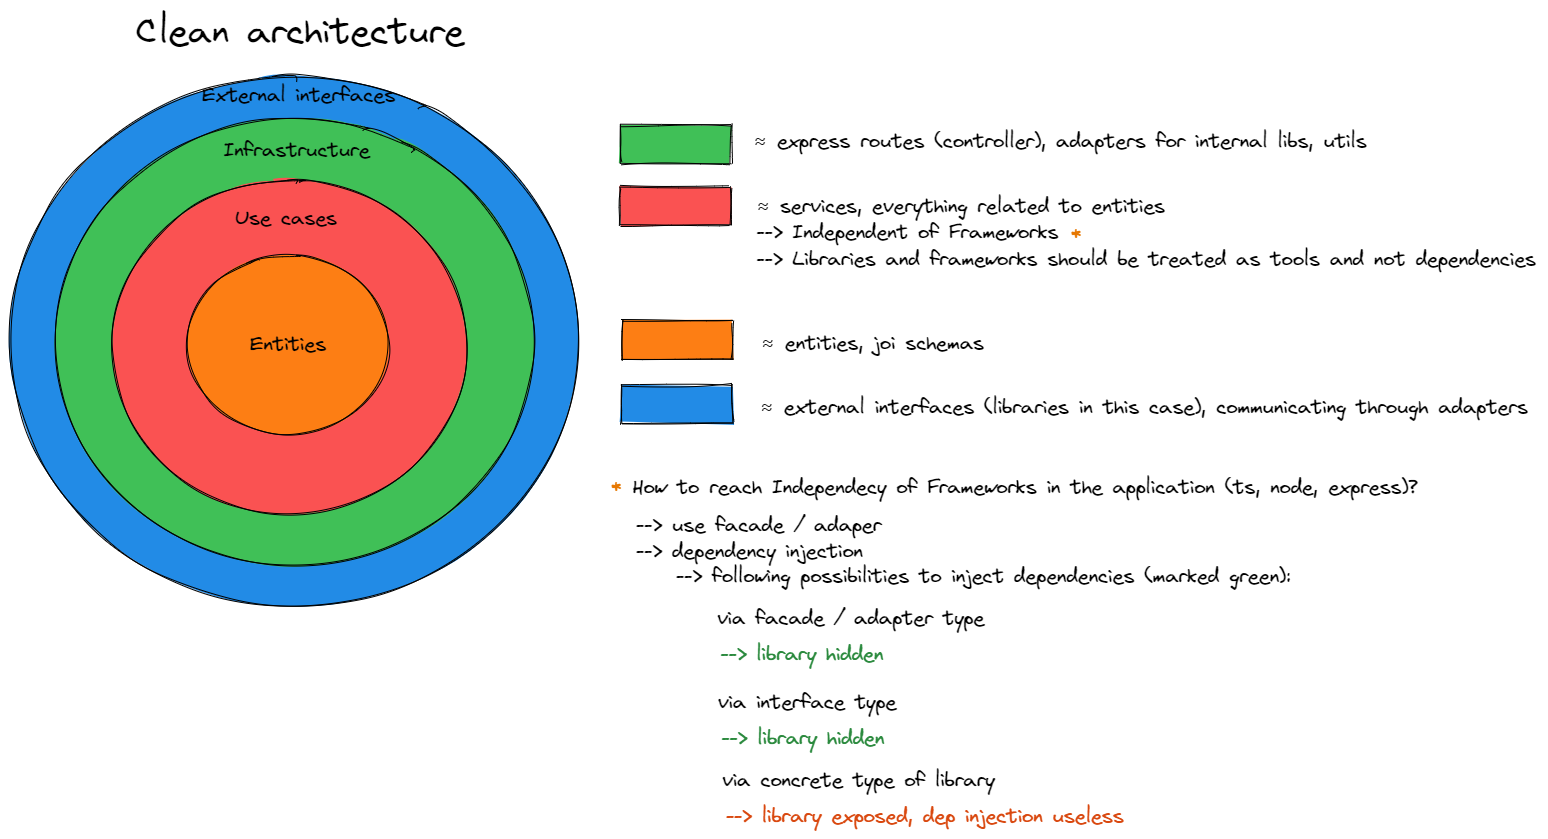 Clean architecture
External interfaces
Infrastructure
Use cases
Entities
≈ express routes (controller), adapters for internal libs, utils
≈ services, everything related to entities
--> Independent of Frameworks *
--> Libraries and frameworks should be treated as tools and not dependencies
≈ entities, joi schemas
≈ external interfaces (libraries in this case), communicating through adapters
* How to reach Independecy of Frameworks in the application (ts, node, express)?
--> use facade / adaper
--> dependency injection
--> following possibilities to inject dependencies (marked green):
via facade / adapter type
--> library hidden
via interface type
--> library hidden
via concrete type of library
--> library exposed, dep injection useless